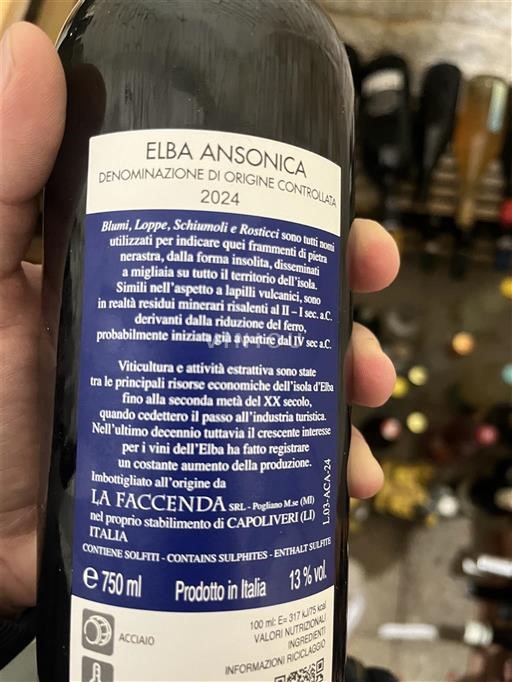 ELBA ANSONICA
DENOMINAZIONE DI ORIGINE CONTROLLATA
2024
Blumi, Loppe, Schiumoli e Rosticci sono tutti nomi
utilizzati per indicare quei frammenti di pietra
nerastra, dalla forma insolita, disseminati
a migliaia su tutto il territorio dell'isola.
Simili nell'aspetto a lapilli vulcanici, sono
in realtà residui minerari risalenti al II – I sec. a.C.
derivanti dalla riduzione del ferro,
probabilmente iniziata già a partire dal IV sec a.C.
Viticultura e attività estrattiva sono state
tra le principali risorse economiche dell'isola d'Elba
fino alla seconda metà del XX secolo,
quando cedettero il passo all'industria turistica.
Nell'ultimo decennio tuttavia il crescente interesse
per i vini dell'Elba ha fatto registrare
un costante aumento della produzione.
Imbottigliato all'origine da
LA FACCENDA SRL - Pogliano M.se (MI)
nel proprio stabilimento di CAPOLIVERI (LI)
ITALIA
L.03-ACA-24
CONTIENE SOLFITI - CONTAINS SULPHITES - ENTHALT SULFITE
e 750 ml Prodotto in Italia 13 % vol.
ACCIAIO
100 ml: E= 317 kJ/75 kcal
VALORI NUTRIZIONALI
INGREDIENTI
INFORMAZIONI RICICLAGGIO